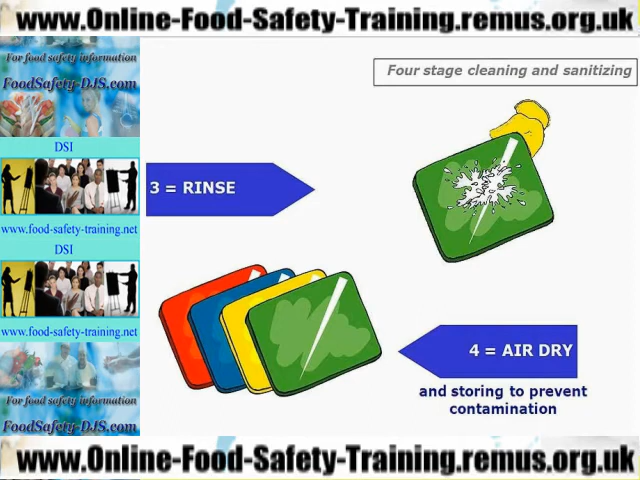 www.Online-Food-Safety-Training.remus.org.uk
For food safety information
FoodSafety-DJS.com
DSI
www.food-safety-training.net
DSI
www.food-safety-training.net
For food safety information
FoodSafety-DJS.com
Four stage cleaning and sanitizing
3 = RINSE
4 = AIR DRY
and storing to prevent
contamination
www.Online-Food-Safety-Training.remus.org.uk